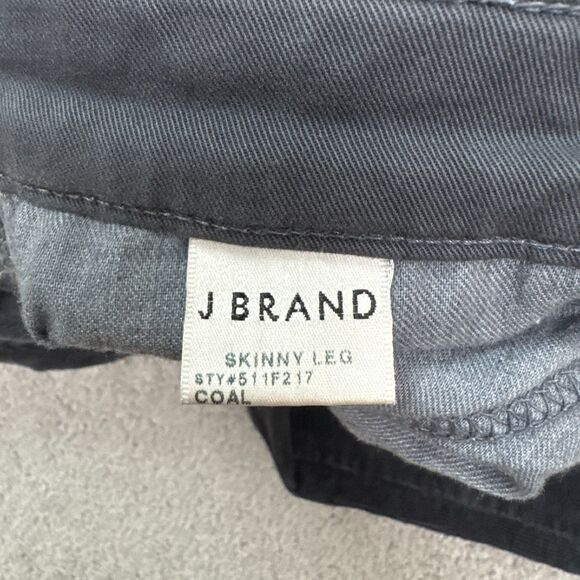 J BRAND
SKINNY LEG
STY#511F217
COAL